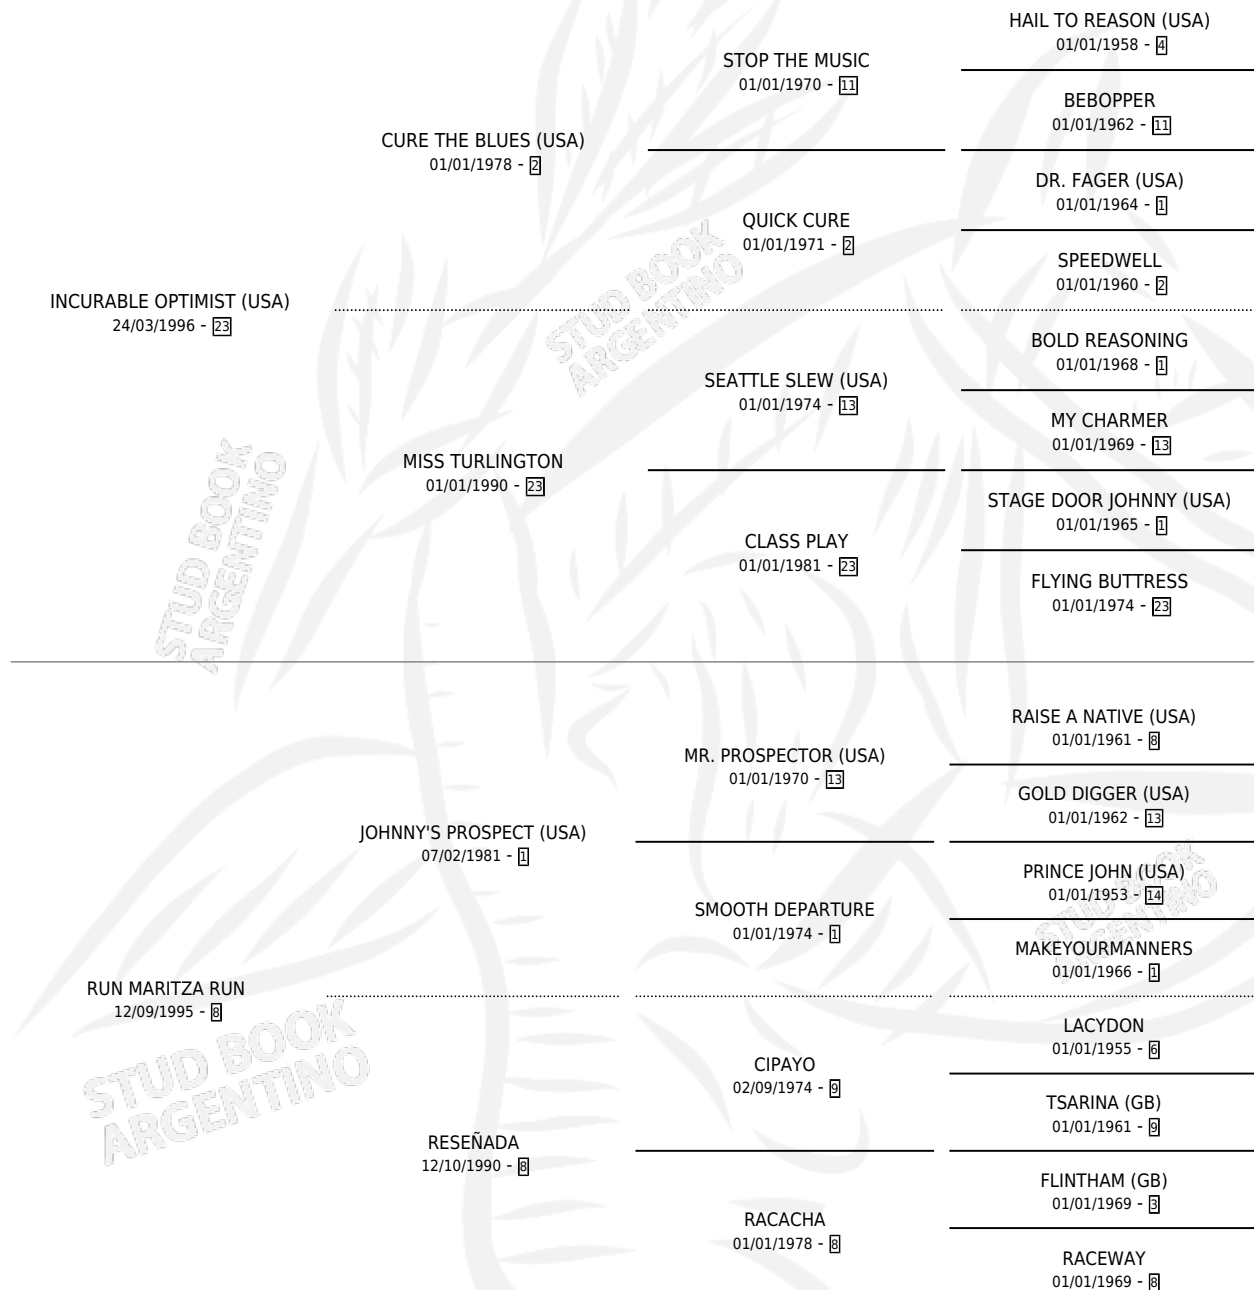 HAIL TO REASON (USA)
01/01/1958 - 4
STOP THE MUSIC
01/01/1970 - 11
BEBOPPER
01/01/1962 - 11
CURE THE BLUES (USA)
01/01/1978 - 2
DR. FAGER (USA)
01/01/1964 - 1
QUICK CURE
01/01/1971 - 2
SPEEDWELL
01/01/1960 - 2
INCURABLE OPTIMIST (USA)
24/03/1996 - 23
BOLD REASONING
01/01/1968 - 1
SEATTLE SLEW (USA)
01/01/1974 - 13
MY CHARMER
01/01/1969 - 13
MISS TURLINGTON
01/01/1990 - 23
STAGE DOOR JOHNNY (USA)
01/01/1965 - 1
CLASS PLAY
01/01/1981 - 23
FLYING BUTTRESS
01/01/1974 - 23
RAISE A NATIVE (USA)
01/01/1961 - 8
MR. PROSPECTOR (USA)
01/01/1970 - 13
GOLD DIGGER (USA)
01/01/1962 - 13
JOHNNY'S PROSPECT (USA)
07/02/1981 - 1
PRINCE JOHN (USA)
01/01/1953 - 14
SMOOTH DEPARTURE
01/01/1974 - 1
MAKEYOURMANNERS
01/01/1966 - 1
RUN MARITZA RUN
12/09/1995 - 8
LACYDON
01/01/1955 - 6
CIPAYO
02/09/1974 - 9
TSARINA (GB)
01/01/1961 - 9
RESEÑADA
12/10/1990 - 8
FLINTHAM (GB)
01/01/1969 - 3
RACACHA
01/01/1978 - 8
RACEWAY
01/01/1969 - 8
STUD BOOK
ARGENTINO
STUD BOOK
ARGENTINO
STUD BOOK
ARGENTINO
STUD BOOK
ARGENTINO